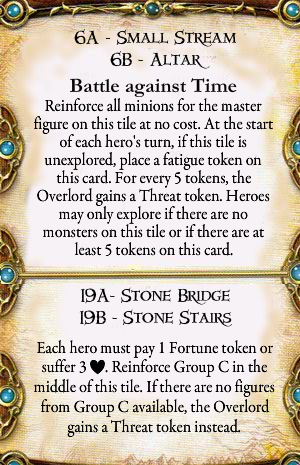 6A - Small Stream
6B - Altar
Battle against Time
Reinforce all minions for the master
figure on this tile at no cost. At the start
of each hero's turn, if this tile is
unexplored, place a fatigue token on
this card. For every 5 tokens, the
Overlord gains a Threat token. Heroes
may only explore if there are no
monsters on this tile or if there are at
least 5 tokens on this card.
19A- Stone Bridge
19B - Stone Stairs
Each hero must pay 1 Fortune token or
suffer 3 ♥. Reinforce Group C in the
middle of this tile. If there are no figures
from Group C available, the Overlord
gains a Threat token instead.